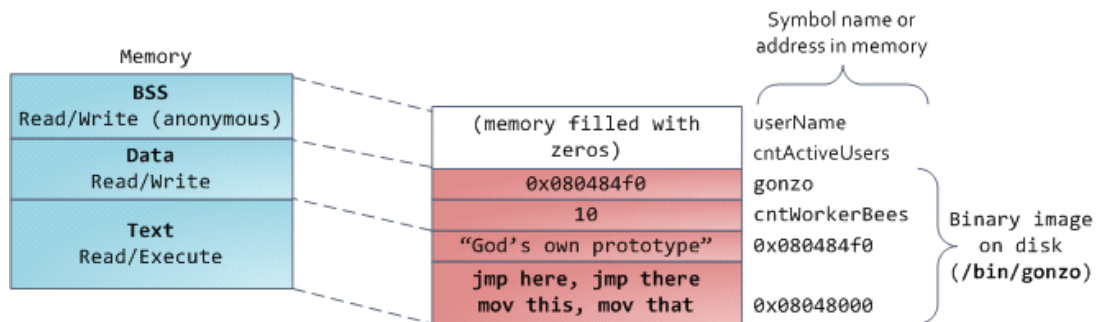 Symbol name or
address in memory
Memory
BSS
Read/Write (anonymous)
Data
Read/Write
Text
Read/Execute
(memory filled with
zeros)
0x080484f0
10
“God’s own prototype”
jmp here, jmp there
mov this, mov that
userName
cntActiveUsers
gonzo
cntWorkerBees
0x080484f0
0x08048000
Binary image
on disk
(/bin/gonzo)